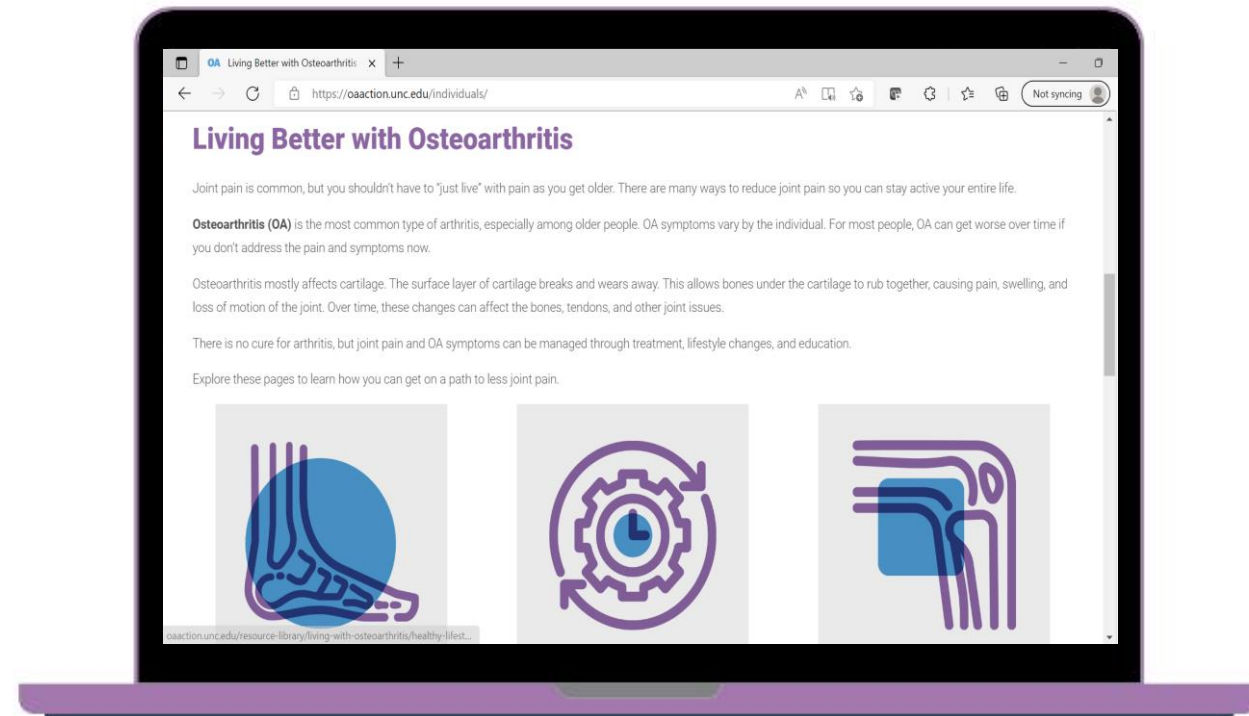 OA Living Better with Osteoarthritis
https://oaaction.unc.edu/individuals/
Not syncing
Living Better with Osteoarthritis
Joint pain is common, but you shouldn't have to "just live" with pain as you get older. There are many ways to reduce joint pain so you can stay active your entire life.
Osteoarthritis (OA) is the most common type of arthritis, especially among older people. OA symptoms vary by the individual. For most people, OA can get worse over time if
you don't address the pain and symptoms now.
Osteoarthritis mostly affects cartilage. The surface layer of cartilage breaks and wears away. This allows bones under the cartilage to rub together, causing pain, swelling, and
loss of motion of the joint. Over time, these changes can affect the bones, tendons, and other joint issues.
There is no cure for arthritis, but joint pain and OA symptoms can be managed through treatment, lifestyle changes, and education.
Explore these pages to learn how you can get on a path to less joint pain.
oaaction.unc.edu/resource-library/living-with-osteoarthritis/healthy-lifest...